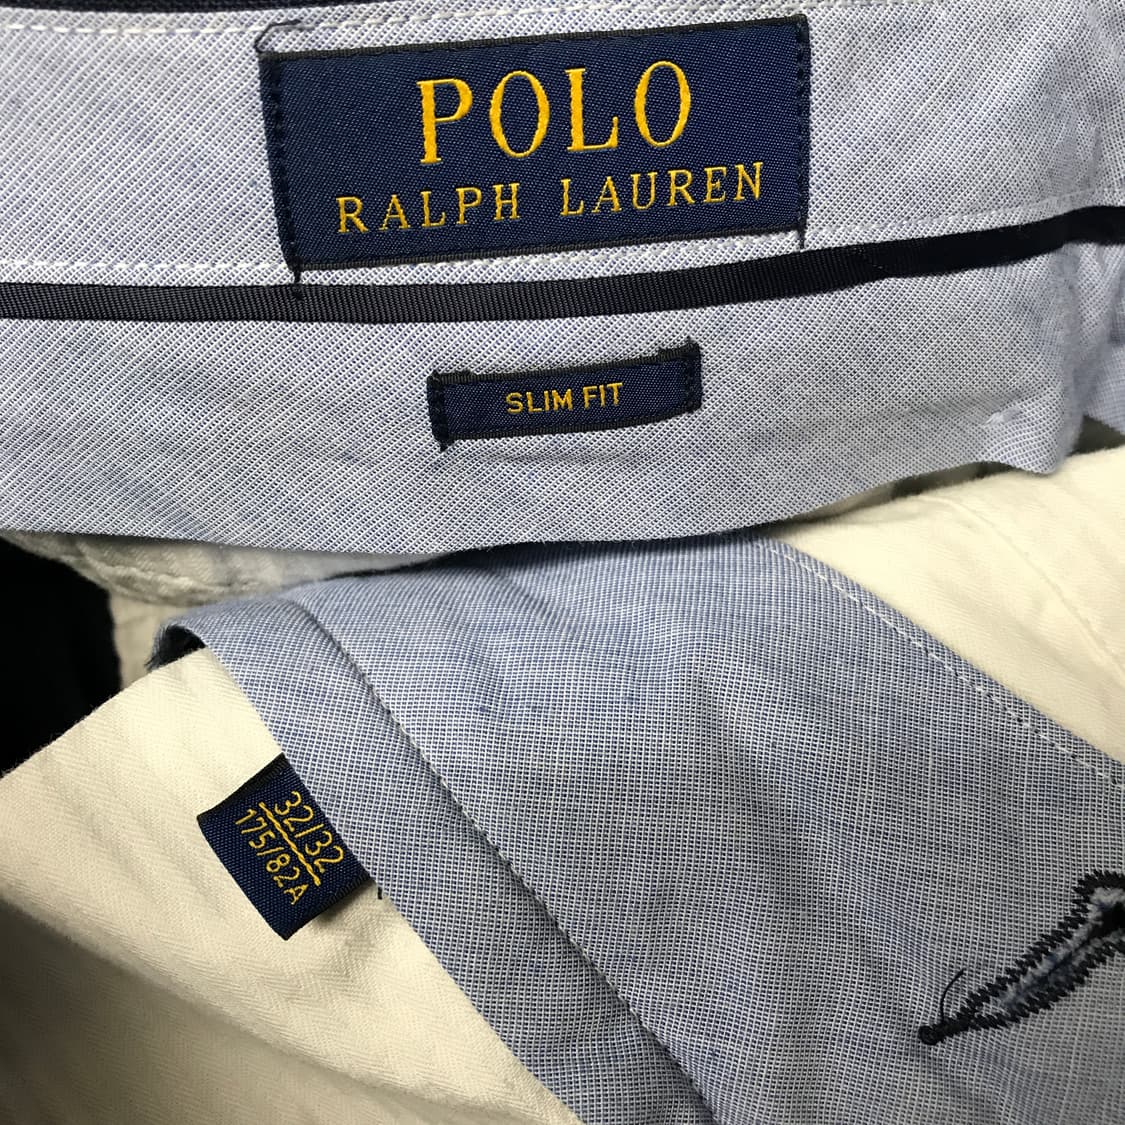 POLO
RALPH LAUREN
SLIM FIT
32/32
175/82A